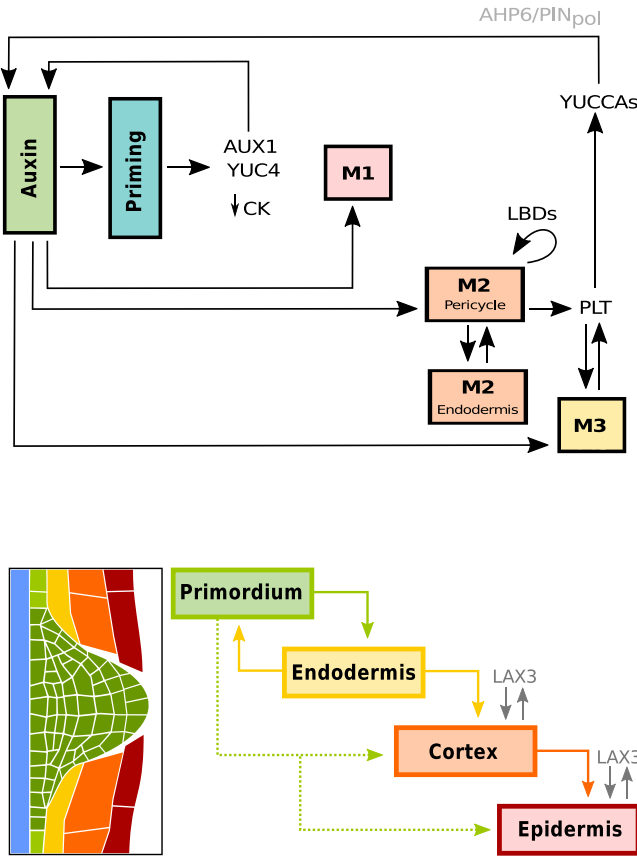 AHP6/PINpol
YUCCAs
Auxin
Priming
AUX1
YUC4
CK
M1
LBDs
M2
Pericycle
PLT
M2
Endodermis
M3
Primordium
Endodermis
LAX3
Cortex
LAX3
Epidermis